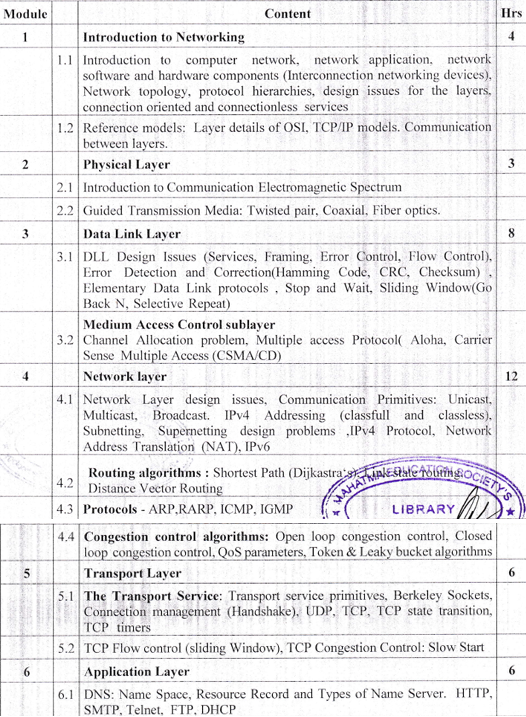 Module Content Hrs
1 Introduction to Networking 4
1.1 Introduction to computer network, network application, network
software and hardware components (Interconnection networking devices),
Network topology, protocol hierarchies, design issues for the layers,
connection oriented and connectionless services
1.2 Reference models: Layer details of OSI, TCP/IP models. Communication
between layers.
2 Physical Layer 3
2.1 Introduction to Communication Electromagnetic Spectrum
2.2 Guided Transmission Media: Twisted pair, Coaxial, Fiber optics.
3 Data Link Layer 8
3.1 DLL Design Issues (Services, Framing, Error Control, Flow Control),
Error Detection and Correction(Hamming Code, CRC, Checksum) ,
Elementary Data Link protocols , Stop and Wait, Sliding Window(Go
Back N, Selective Repeat)
Medium Access Control sublayer
3.2 Channel Allocation problem, Multiple access Protocol( Aloha, Carrier
Sense Multiple Access (CSMA/CD)
4 Network layer 12
4.1 Network Layer design issues, Communication Primitives: Unicast,
Multicast, Broadcast. IPv4 Addressing (classfull and classless),
Subnetting, Supernetting design problems ,IPv4 Protocol, Network
Address Translation (NAT), IPv6
4.2 Routing algorithms : Shortest Path (Dijkastra's), Link state routing,
Distance Vector Routing
MAHATMA EDUCATION SOCIETY'S
LIBRARY
4.3 Protocols - ARP,RARP, ICMP, IGMP
4.4 Congestion control algorithms: Open loop congestion control, Closed
loop congestion control, QoS parameters, Token & Leaky bucket algorithms
5 Transport Layer 6
5.1 The Transport Service: Transport service primitives, Berkeley Sockets,
Connection management (Handshake), UDP, TCP, TCP state transition,
TCP timers
5.2 TCP Flow control (sliding Window), TCP Congestion Control: Slow Start
6 Application Layer 6
6.1 DNS: Name Space, Resource Record and Types of Name Server. HTTP,
SMTP, Telnet, FTP, DHCP